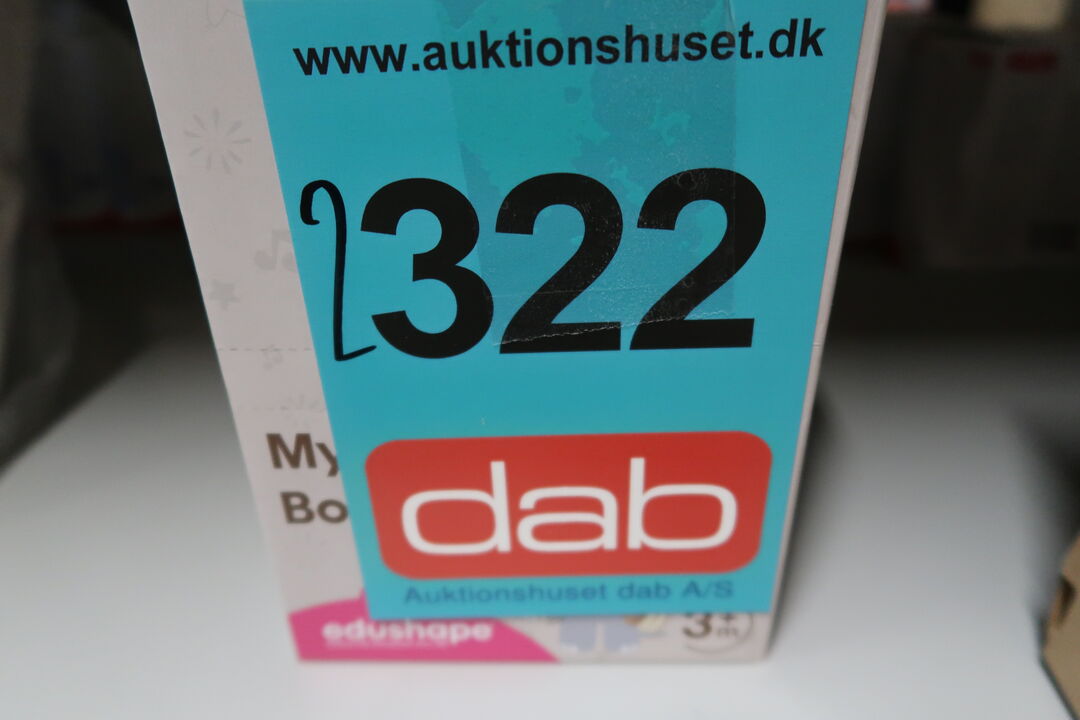 www.auktionshuset.dk
2322
My
Bo
dab
Auktionshuset dab A/S
edushape
3+
m